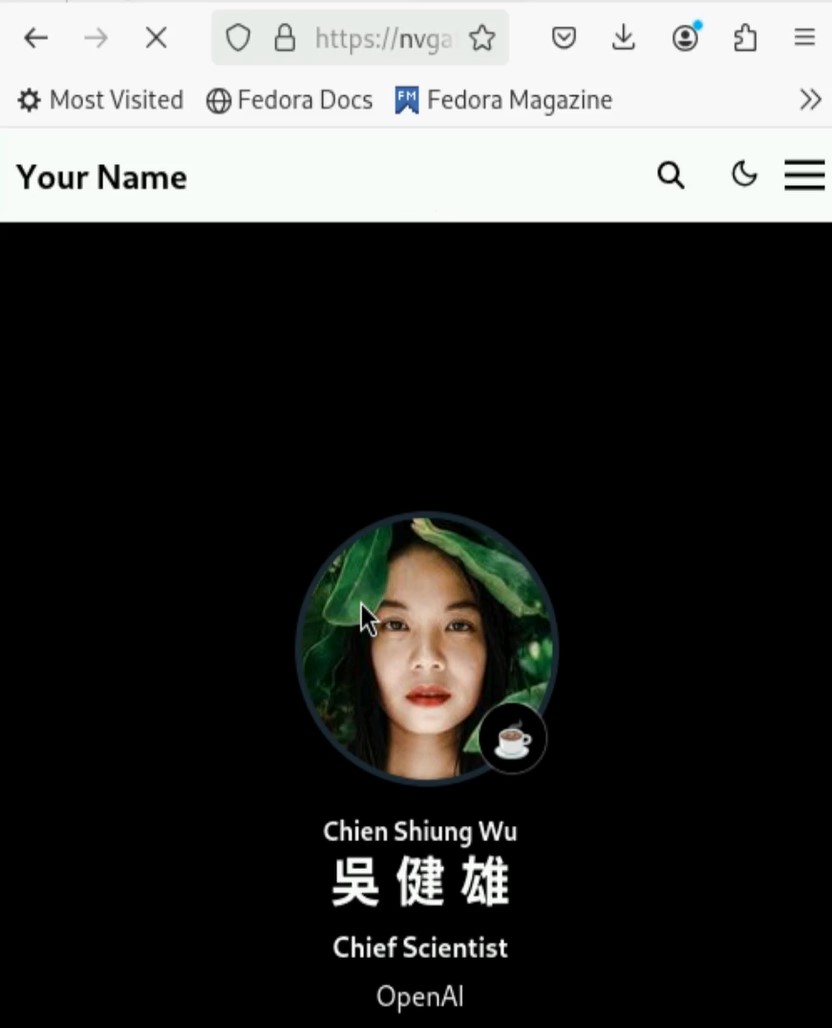 https://nvga
Most Visited Fedora Docs FM Fedora Magazine
Your Name
Chien Shiung Wu
吳健雄
Chief Scientist
OpenAI